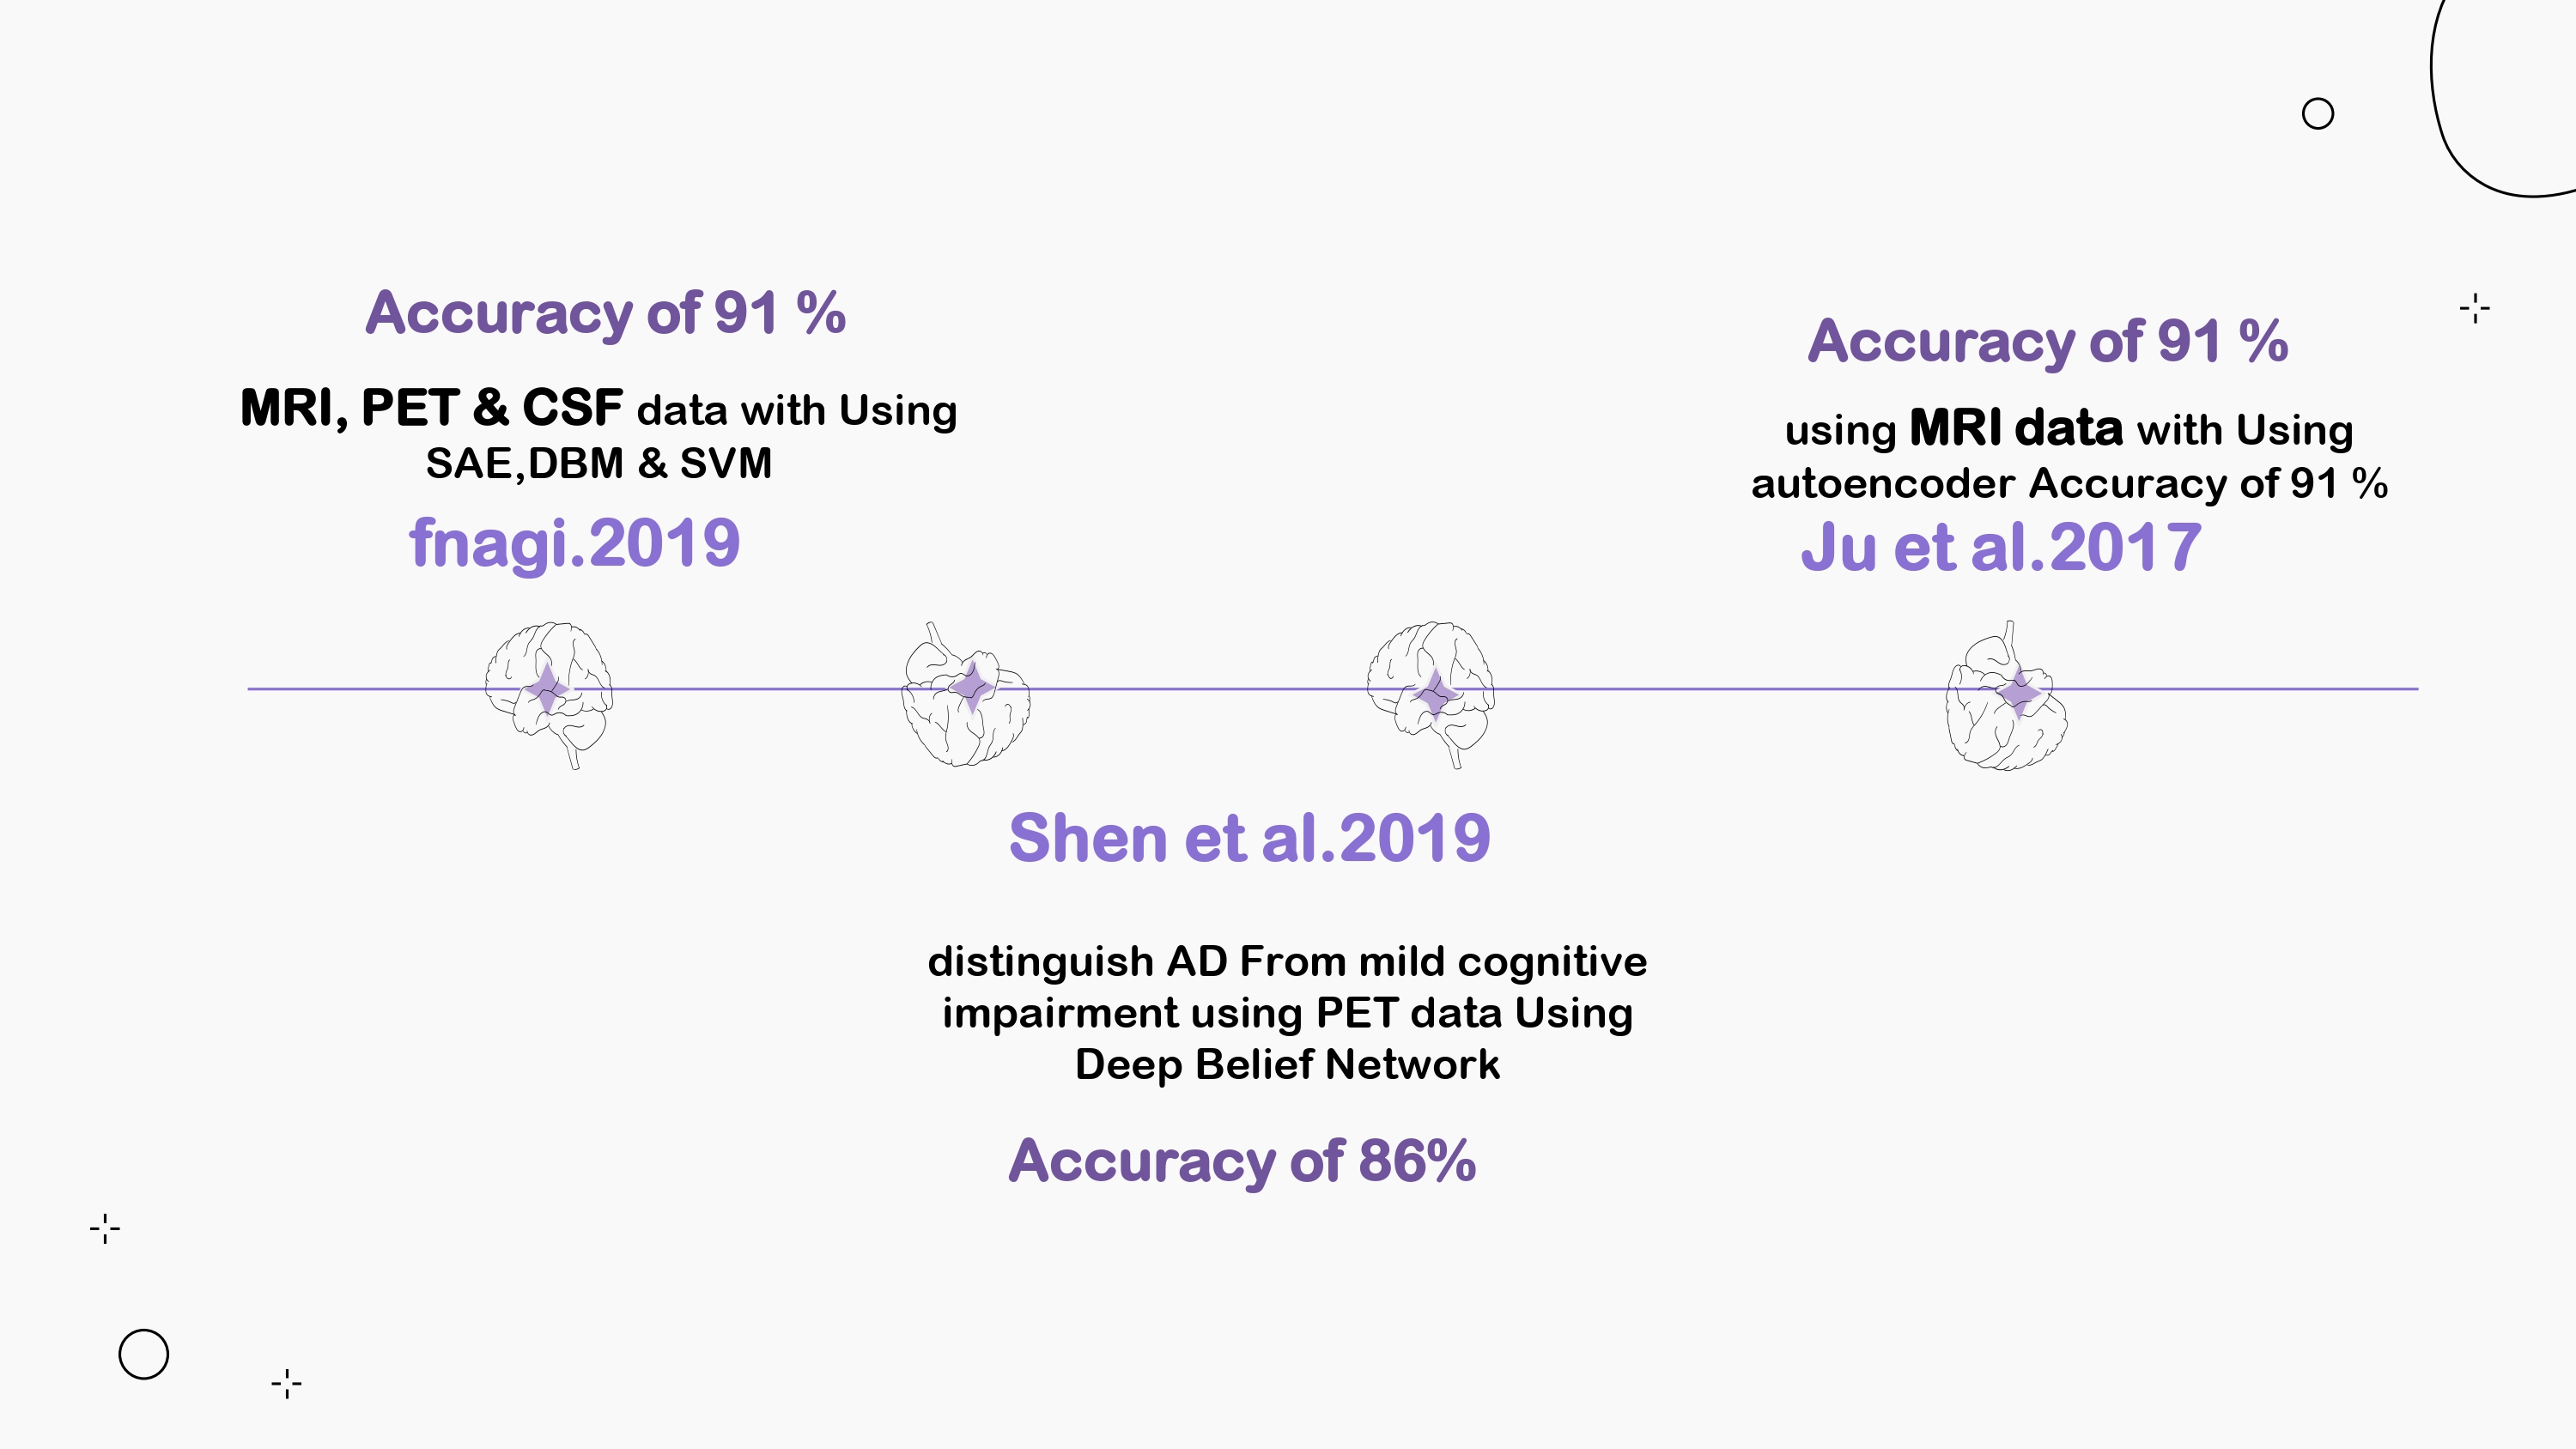 Accuracy of 91 %
MRI, PET & CSF data with Using
SAE,DBM & SVM
fnagi.2019
Accuracy of 91 %
using MRI data with Using
autoencoder Accuracy of 91 %
Ju et al.2017
Shen et al.2019
distinguish AD From mild cognitive
impairment using PET data Using
Deep Belief Network
Accuracy of 86%